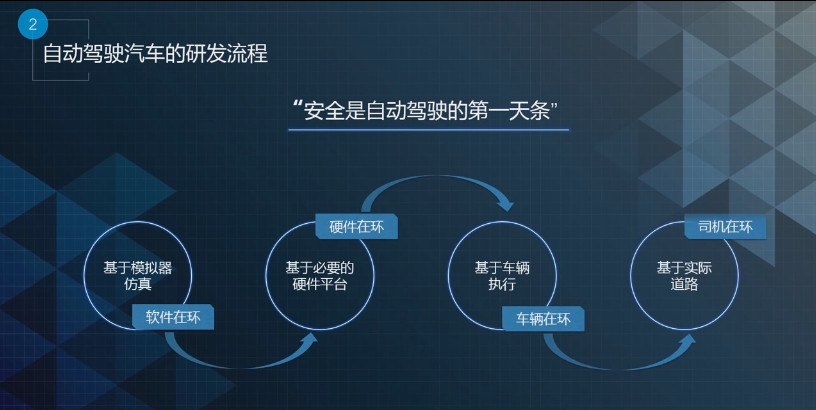 2
自动驾驶汽车的研发流程
“安全是自动驾驶的第一天条”
基于模拟器
仿真
软件在环
硬件在环
基于必要的
硬件平台
基于车辆
执行
车辆在环
司机在环
基于实际
道路